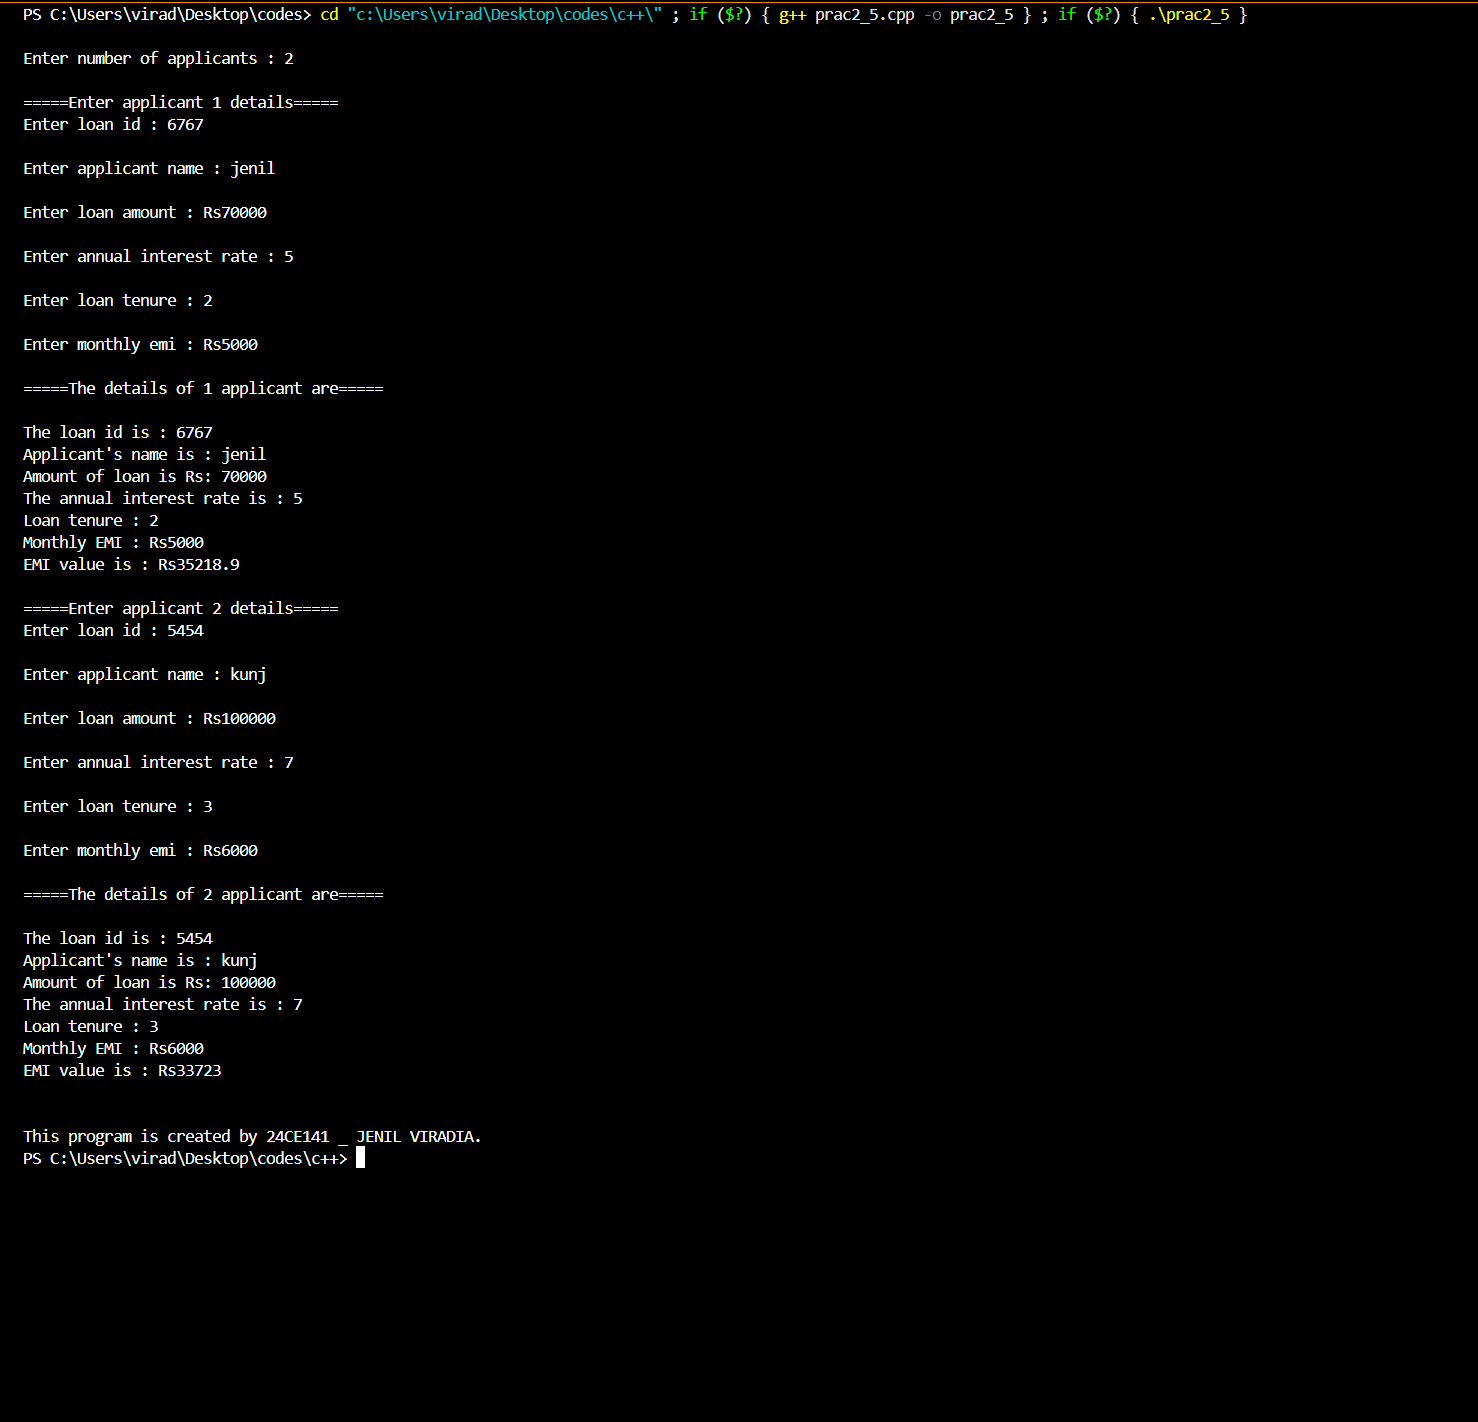 PS C:\Users\virad\Desktop\codes> cd "c:\Users\virad\Desktop\codes\c++\" ; if ($?) { g++ prac2_5.cpp -o prac2_5 } ; if ($?) { .\prac2_5 }
Enter number of applicants : 2
=====Enter applicant 1 details=====
Enter loan id : 6767
Enter applicant name : jenil
Enter loan amount : Rs70000
Enter annual interest rate : 5
Enter loan tenure : 2
Enter monthly emi : Rs5000
=====The details of 1 applicant are=====
The loan id is : 6767
Applicant's name is : jenil
Amount of loan is Rs: 70000
The annual interest rate is : 5
Loan tenure : 2
Monthly EMI : Rs5000
EMI value is : Rs35218.9
=====Enter applicant 2 details=====
Enter loan id : 5454
Enter applicant name : kunj
Enter loan amount : Rs100000
Enter annual interest rate : 7
Enter loan tenure : 3
Enter monthly emi : Rs6000
=====The details of 2 applicant are=====
The loan id is : 5454
Applicant's name is : kunj
Amount of loan is Rs: 100000
The annual interest rate is : 7
Loan tenure : 3
Monthly EMI : Rs6000
EMI value is : Rs33723
This program is created by 24CE141 _ JENIL VIRADIA.
PS C:\Users\virad\Desktop\codes\c++>